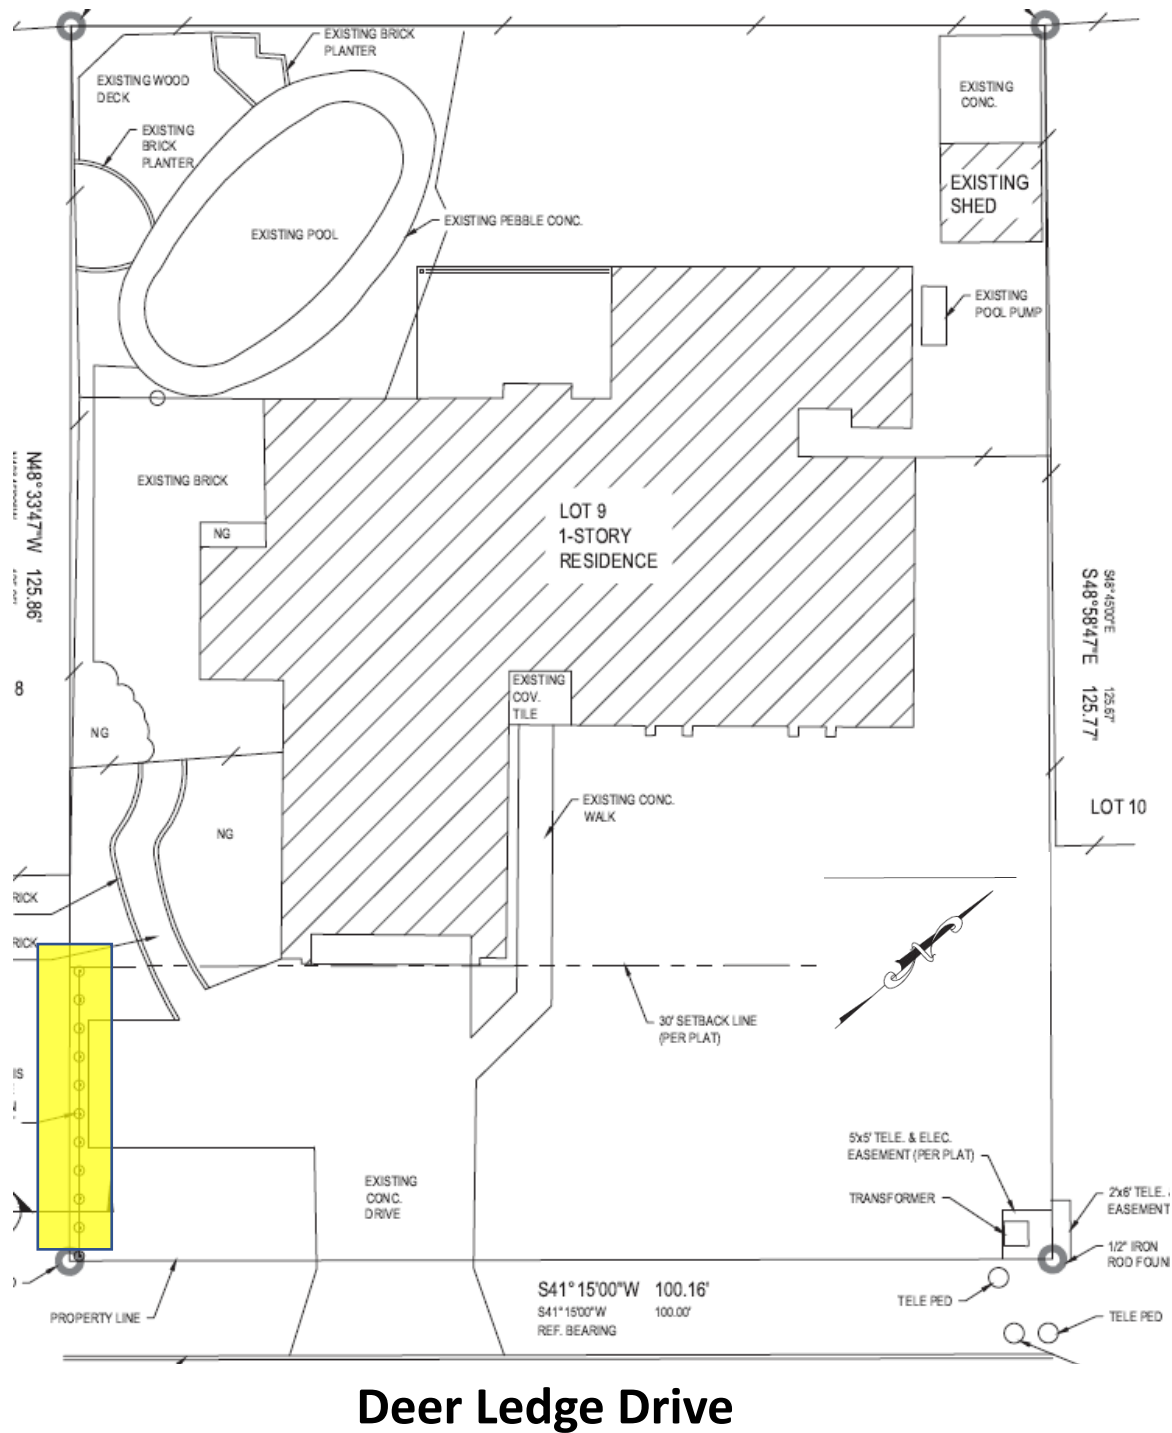 EXISTING BRICK
PLANTER
EXISTING WOOD
DECK
EXISTING
BRICK
PLANTER
EXISTING
CONC.
EXISTING
SHED
EXISTING POOL
EXISTING PEBBLE CONC.
EXISTING
POOL PUMP
N48°33'47"W 125.86'
EXISTING BRICK
NG
LOT 9
1-STORY
RESIDENCE
S48°45'00"E 125.67'
S48°58'47"E 125.77'
8
EXISTING
COV.
TILE
NG
NG
EXISTING CONC.
WALK
LOT 10
RICK
RICK
30' SETBACK LINE
(PER PLAT)
IS
5'x5' TELE. & ELEC.
EASEMENT (PER PLAT)
TRANSFORMER
2'x6' TELE. &
EASEMENT
EXISTING
CONC.
DRIVE
1/2" IRON
ROD FOUN
S41°15'00"W 100.16'
S41°15'00"W 100.00'
REF. BEARING
TELE PED
PROPERTY LINE
TELE PED
Deer Ledge Drive